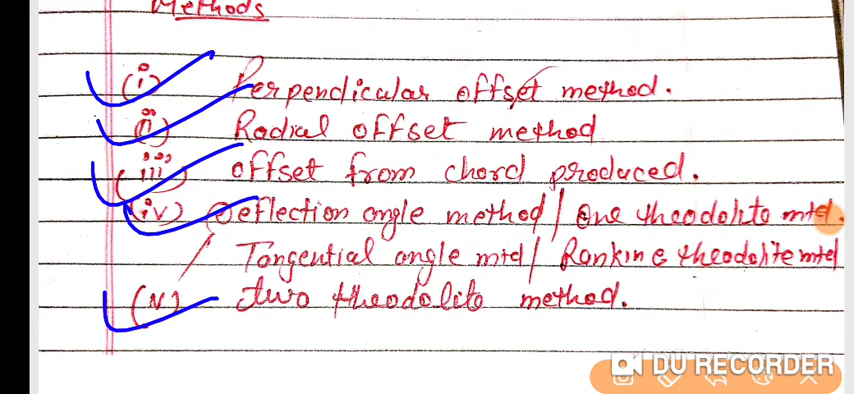 Methods
(i) Perpendicular offset method.
(ii) Radial offset method
(iii) offset from chord produced.
(iv) Deflection angle method / One theodolite mtd.
Tangential angle mtd / Rankine theodolite mtd
(v) two theodolite method.
DU RECORDER